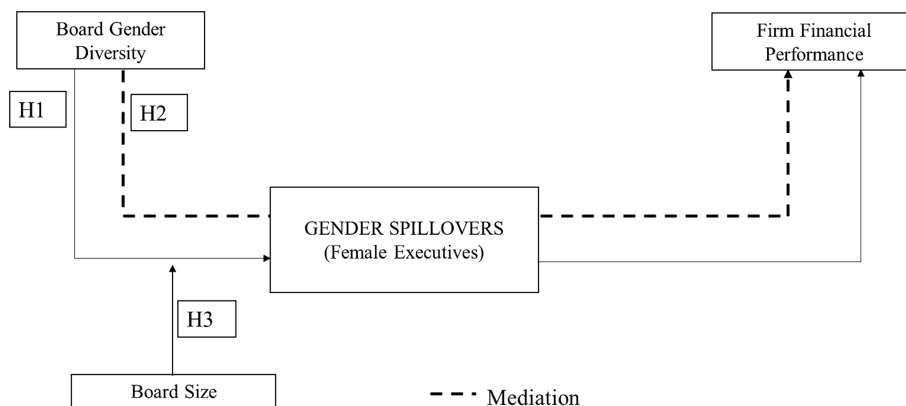 Board Gender
Diversity
Firm Financial
Performance
H1
H2
GENDER SPILLOVERS
(Female Executives)
H3
Board Size
Mediation